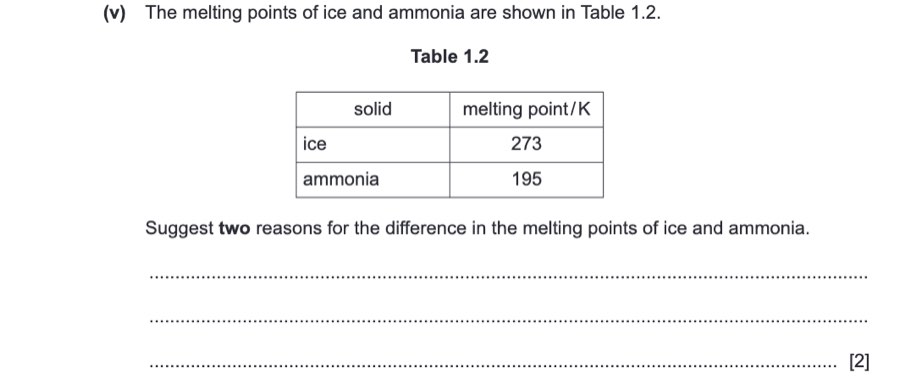 (v) The melting points of ice and ammonia are shown in Table 1.2.
Table 1.2
solid melting point/K
ice 273
ammonia 195
Suggest two reasons for the difference in the melting points of ice and ammonia.
[2]